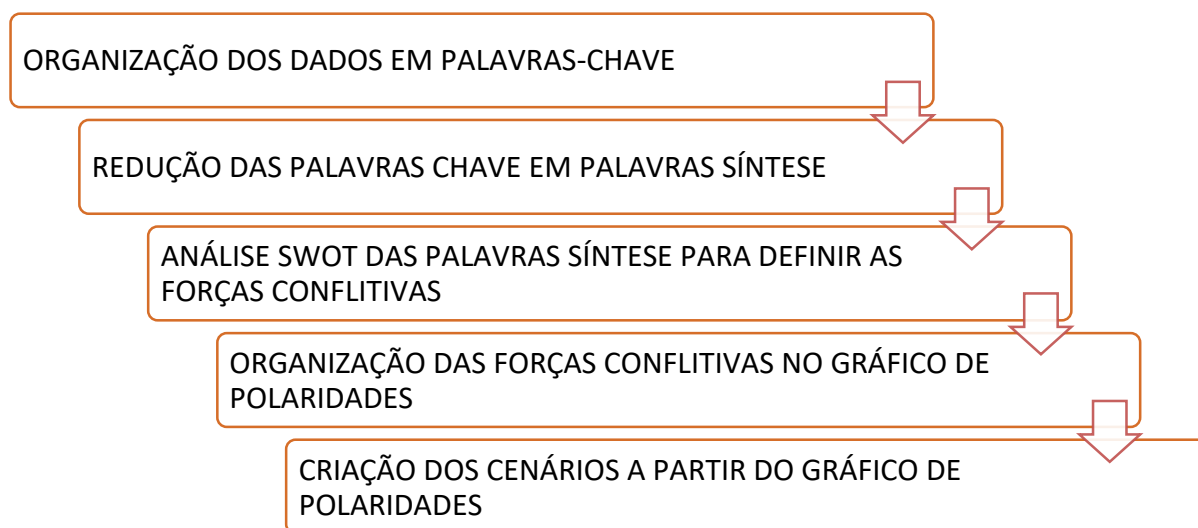 ORGANIZAÇÃO DOS DADOS EM PALAVRAS-CHAVE
REDUÇÃO DAS PALAVRAS CHAVE EM PALAVRAS SÍNTESE
ANÁLISE SWOT DAS PALAVRAS SÍNTESE PARA DEFINIR AS
FORÇAS CONFLITIVAS
ORGANIZAÇÃO DAS FORÇAS CONFLITIVAS NO GRÁFICO DE
POLARIDADES
CRIAÇÃO DOS CENÁRIOS A PARTIR DO GRÁFICO DE
POLARIDADES